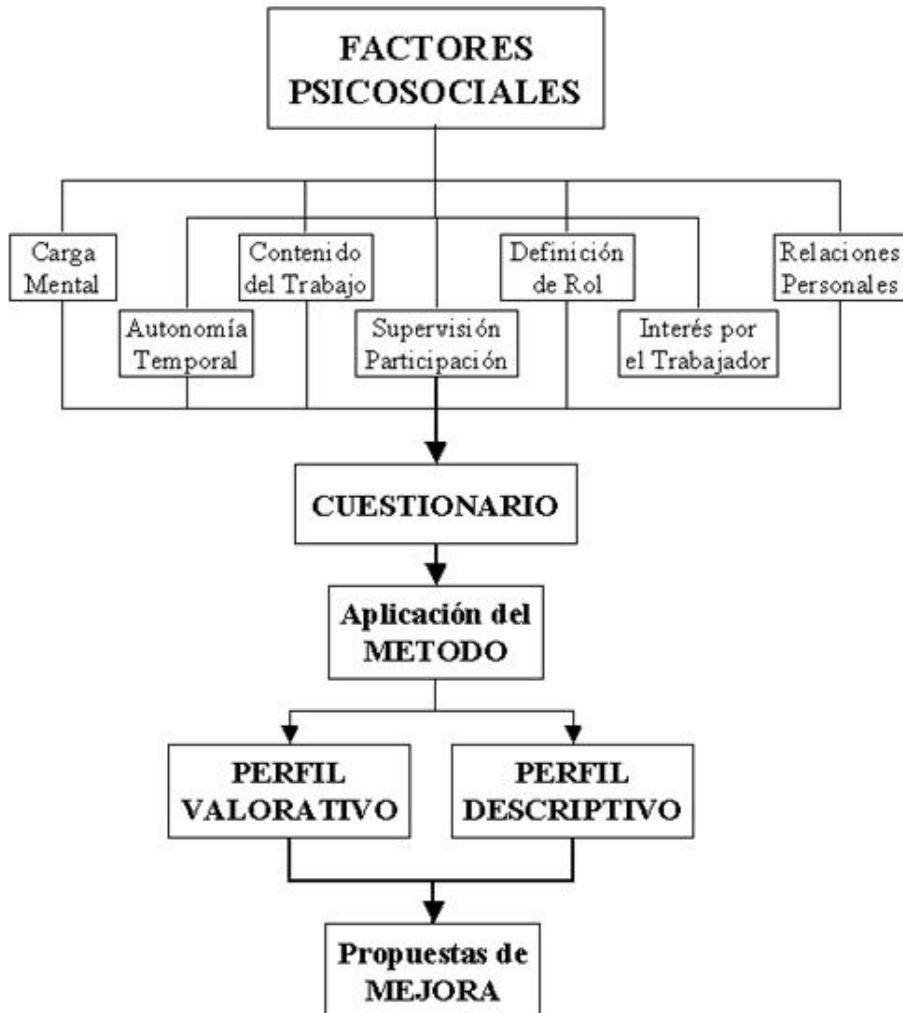 FACTORES
PSICOSOCIALES
Carga
Mental
Contenido
del Trabajo
Definición
de Rol
Relaciones
Personales
Autonomía
Temporal
Supervisión
Participación
Interés por
el Trabajador
CUESTIONARIO
Aplicación del
METODO
PERFIL
VALORATIVO
PERFIL
DESCRIPTIVO
Propuestas de
MEJORA